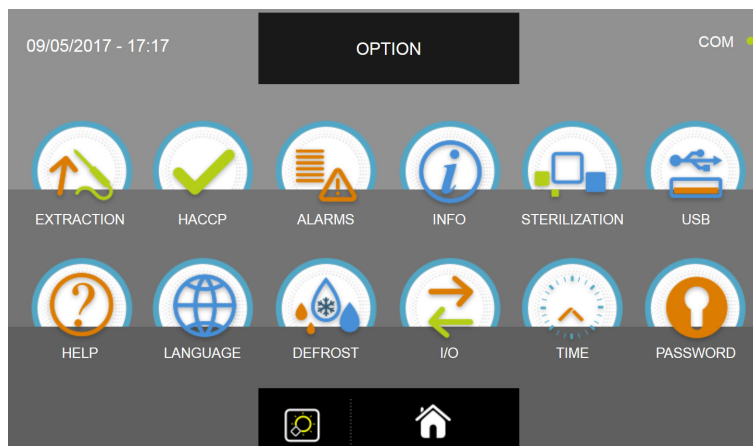 09/05/2017 - 17:17
OPTION
COM
EXTRACTION
HACCP
ALARMS
INFO
STERILIZATION
USB
HELP
LANGUAGE
DEFROST
I/O
TIME
PASSWORD